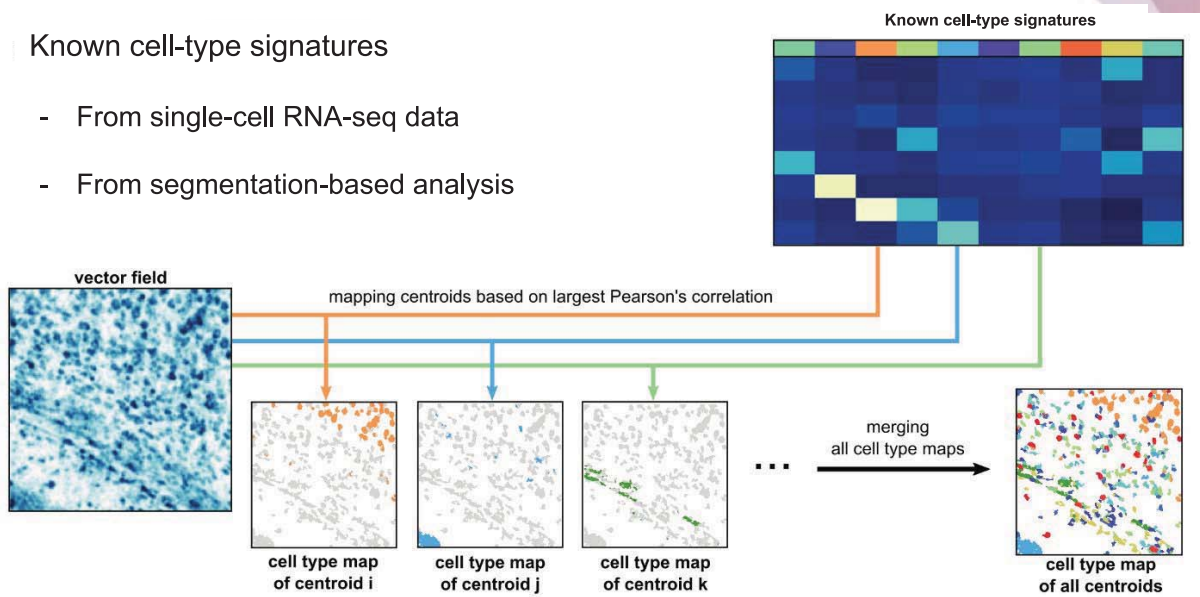 Known cell-type signatures
- From single-cell RNA-seq data
- From segmentation-based analysis
Known cell-type signatures
vector field
mapping centroids based on largest Pearson's correlation
cell type map
of centroid i
cell type map
of centroid j
cell type map
of centroid k
...
merging
all cell type maps
cell type map
of all centroids